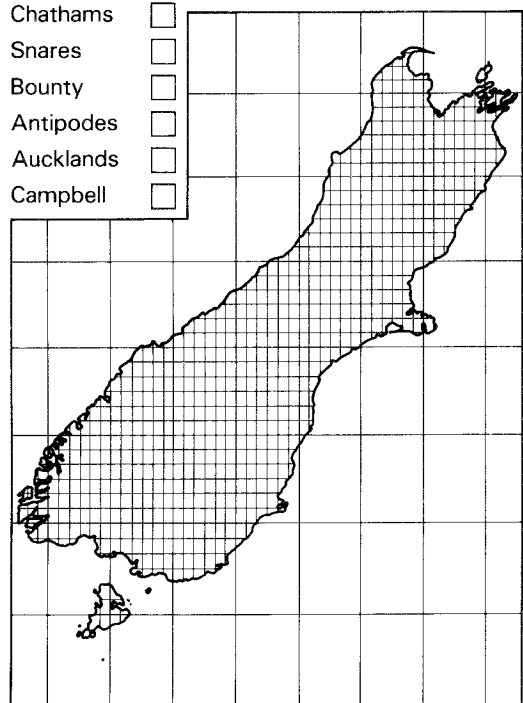 Chathams
Snares
Bounty
Antipodes
Aucklands
Campbell